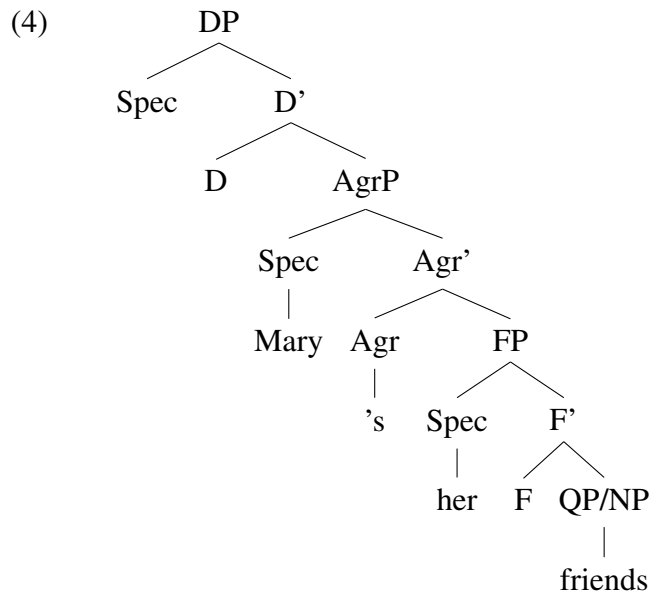 (4) DP
Spec D’
D AgrP
Spec Agr’
Mary Agr FP
’s Spec F’
her F QP/NP
friends